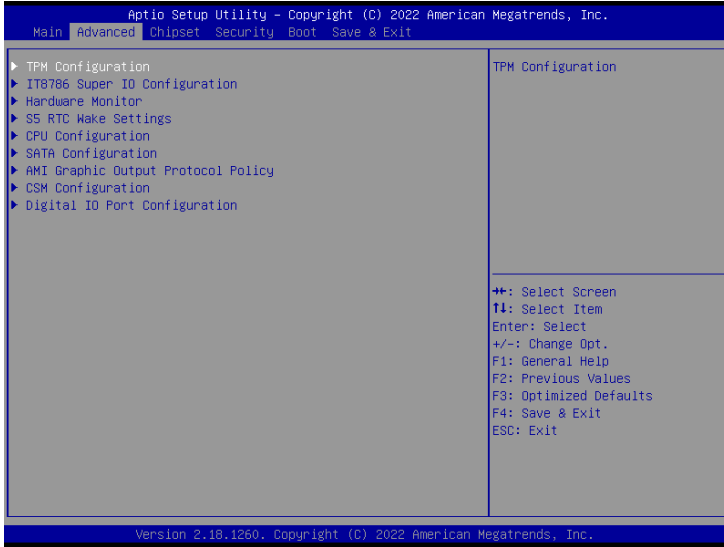 Aptio Setup Utility – Copyright (C) 2022 American Megatrends, Inc.
Main Advanced Chipset Security Boot Save & Exit
TPM Configuration
IT8786 Super IO Configuration
Hardware Monitor
S5 RTC Wake Settings
CPU Configuration
SATA Configuration
AMI Graphic Output Protocol Policy
CSM Configuration
Digital IO Port Configuration
TPM Configuration
→←: Select Screen
↑↓: Select Item
Enter: Select
+/-: Change Opt.
F1: General Help
F2: Previous Values
F3: Optimized Defaults
F4: Save & Exit
ESC: Exit
Version 2.18.1260. Copyright (C) 2022 American Megatrends, Inc.